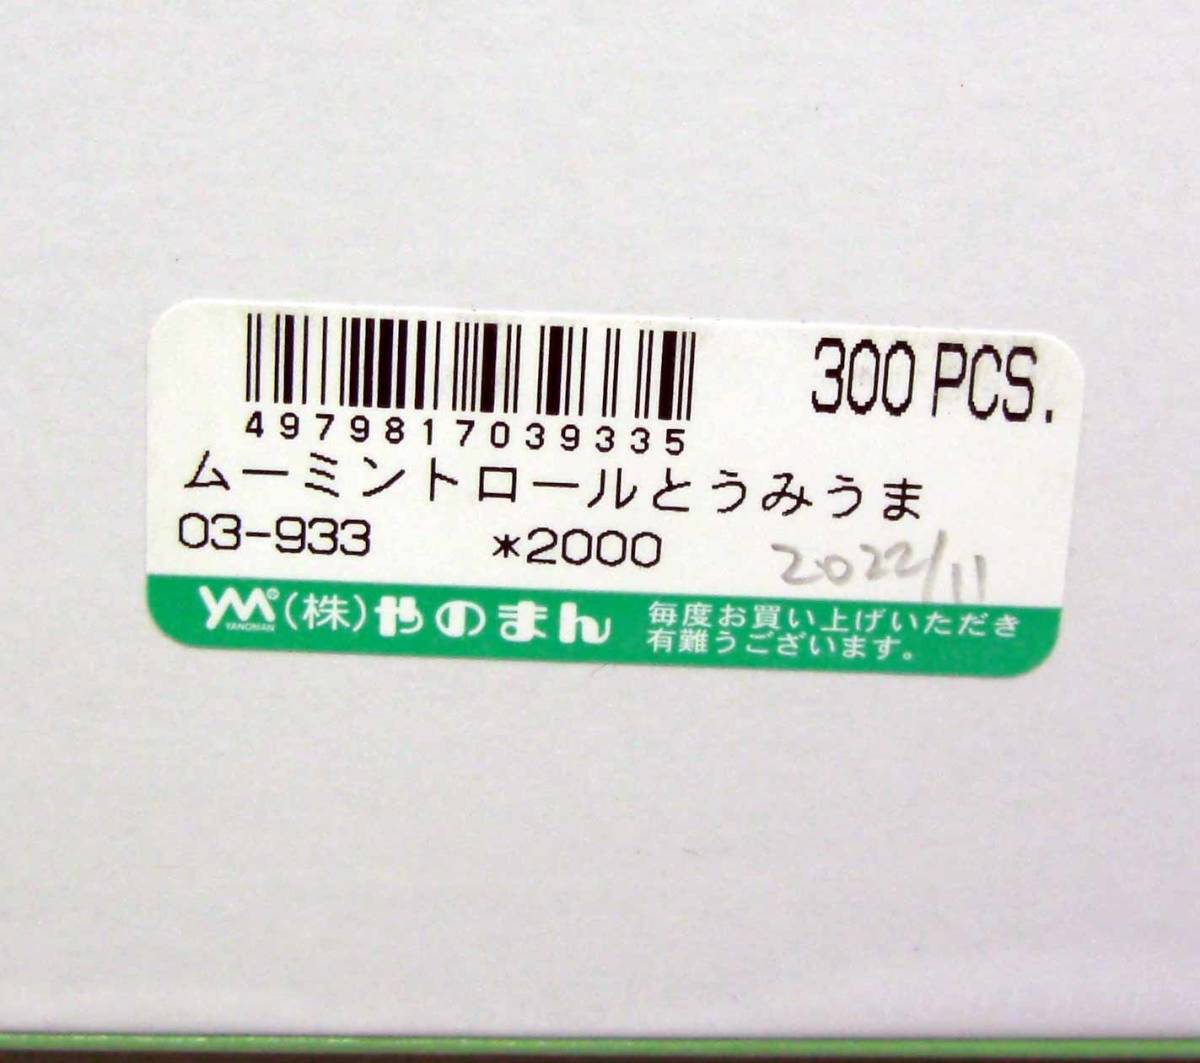 300 PCS.
4979817039335
ムーミントロールとうみうま
03-933 *2000
2022/11
YM YANOMAN (株)やのまん
毎度お買い上げいただき
有難うございます。